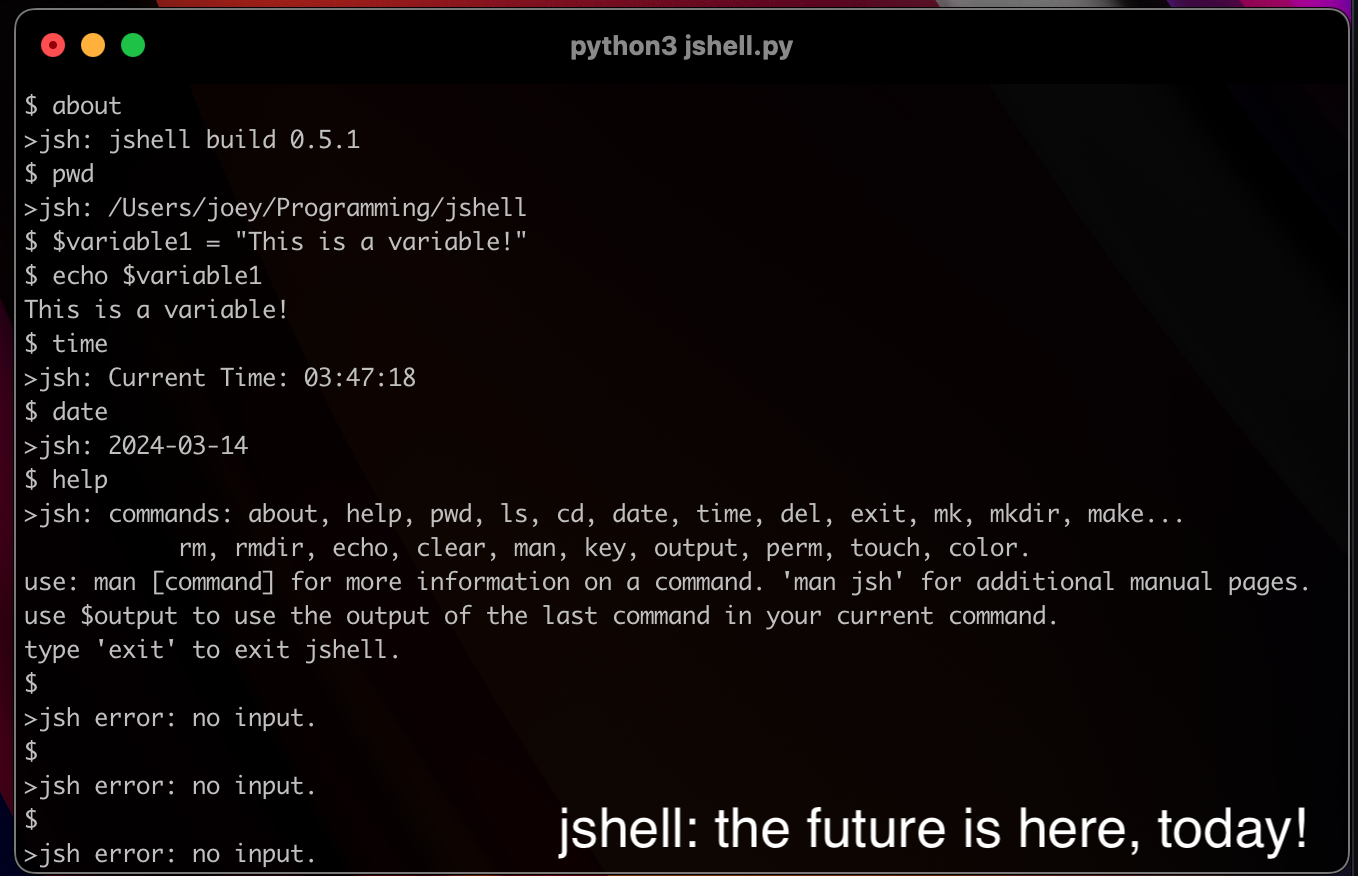 python3 jshell.py
$ about
>jsh: jshell build 0.5.1
$ pwd
>jsh: /Users/joey/Programming/jshell
$ $variable1 = "This is a variable!"
$ echo $variable1
This is a variable!
$ time
>jsh: Current Time: 03:47:18
$ date
>jsh: 2024-03-14
$ help
>jsh: commands: about, help, pwd, ls, cd, date, time, del, exit, mk, mkdir, make...
           rm, rmdir, echo, clear, man, key, output, perm, touch, color.
use: man [command] for more information on a command. 'man jsh' for additional manual pages.
use $output to use the output of the last command in your current command.
type 'exit' to exit jshell.
$
>jsh error: no input.
$
>jsh error: no input.
$
>jsh error: no input.
jshell: the future is here, today!